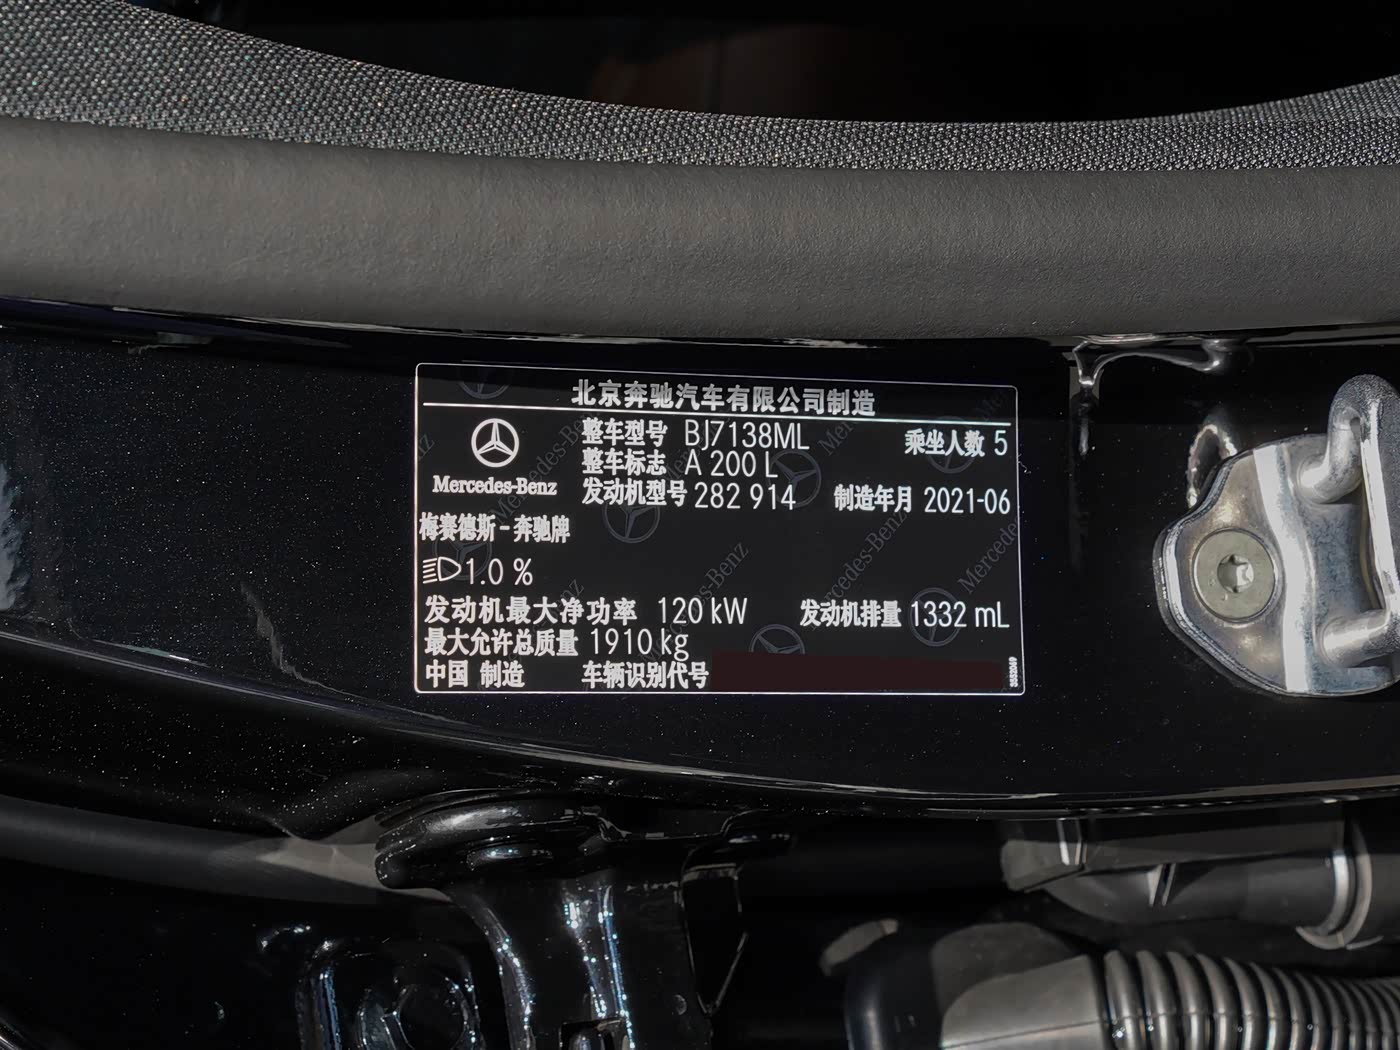 北京奔驰汽车有限公司制造
整车型号 BJ7138ML 乘坐人数 5
整车标志 A 200 L
Mercedes-Benz
发动机型号 282 914 制造年月 2021-06
梅赛德斯-奔驰牌
1.0 %
发动机最大净功率 120 kW 发动机排量 1332 mL
最大允许总质量 1910 kg
中国 制造 车辆识别代号